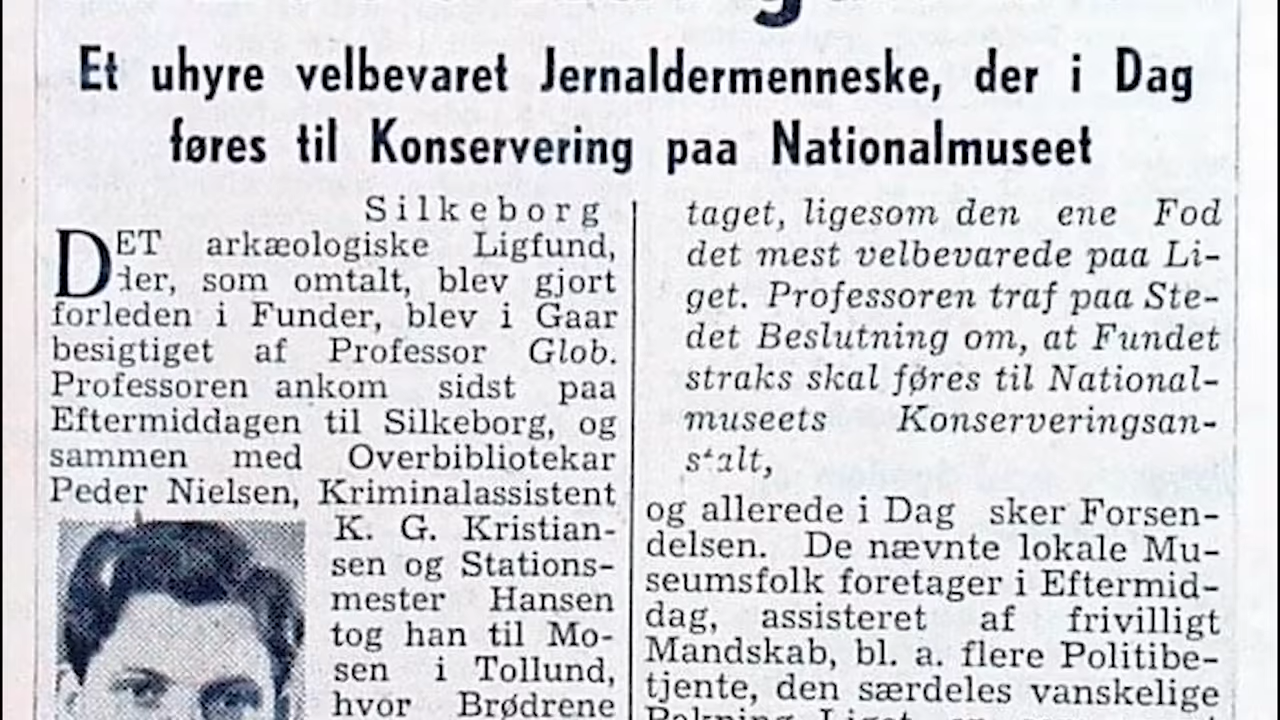 Et uhyre velbevaret Jernaldermenneske, der i Dag
føres til Konservering paa Nationalmuseet
Silkeborg
DET arkæologiske Ligfund,
der, som omtalt, blev gjort
forleden i Funder, blev i Gaar
besigtiget af Professor Glob.
Professoren ankom sidst paa
Eftermiddagen til Silkeborg, og
sammen med Overbibliotekar
Peder Nielsen, Kriminalassistent
K. G. Kristian-
sen og Stations-
mester Hansen
tog han til Mo-
sen i Tollund,
hvor Brødrene
taget, ligesom den ene Fod
det mest velbevarede paa Li-
get. Professoren traf paa Ste-
det Beslutning om, at Fundet
straks skal føres til National-
museets Konserveringsan-
stalt,
og allerede i Dag sker Forsen-
delsen. De nævnte lokale Mu-
seumsfolk foretager i Eftermid-
dag, assisteret af frivilligt
Mandskab, bl. a. flere Politibe-
tjente, den særdeles vanskelige